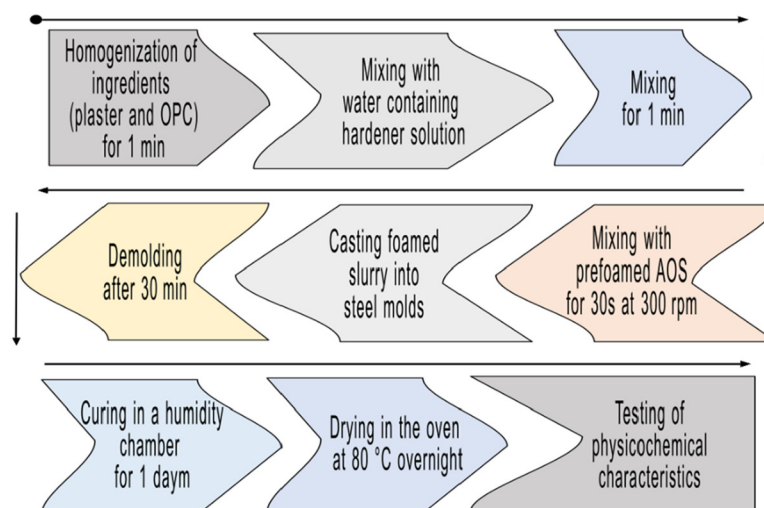 Homogenization of
ingredients
(plaster and OPC)
for 1 min
Mixing with
water containing
hardener solution
Mixing
for 1 min
Mixing with
prefoamed AOS
for 30s at 300 rpm
Casting foamed
slurry into
steel molds
Demolding
after 30 min
Curing in a humidity
chamber
for 1 daym
Drying in the oven
at 80 °C overnight
Testing of
physicochemical
characteristics